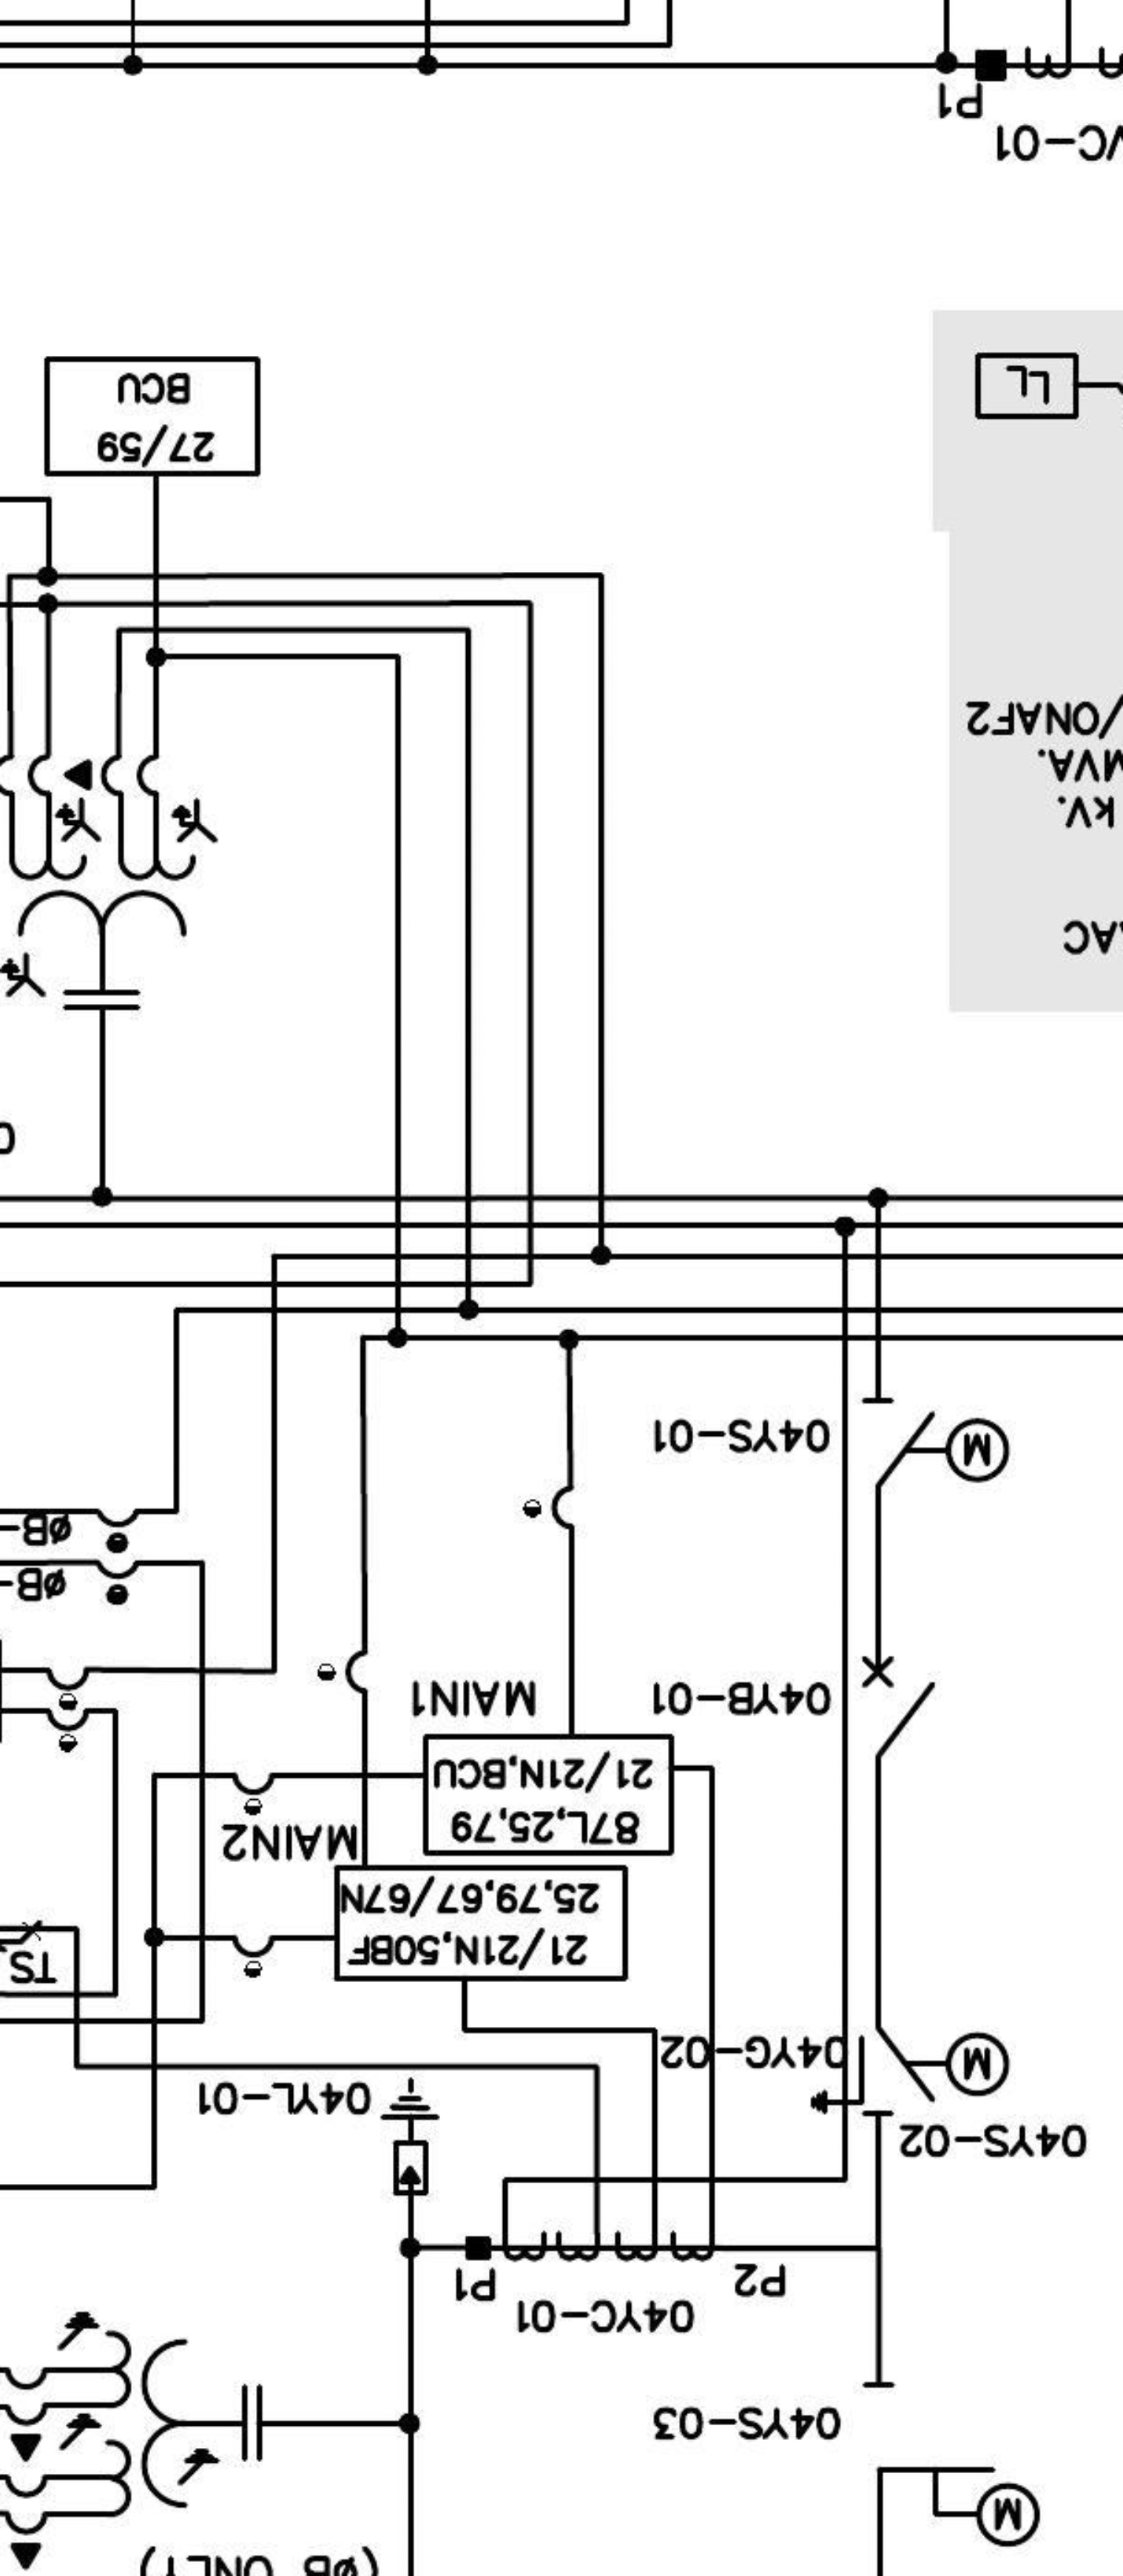 (ØB ONLY)
M
04YS-03
04YC-01
P2
P1
04YS-02
04YL-01
M
04YG-02
TS
21/21N,50BF
25,79,67/67N
MAIN2
87L,25,79
21/21N,BCU
MAIN1
04YB-01
ØB-
ØB-
M
04YS-01
AC
kV.
MVA.
/ONAF2
27/59
BCU
LL
VC-01
P1